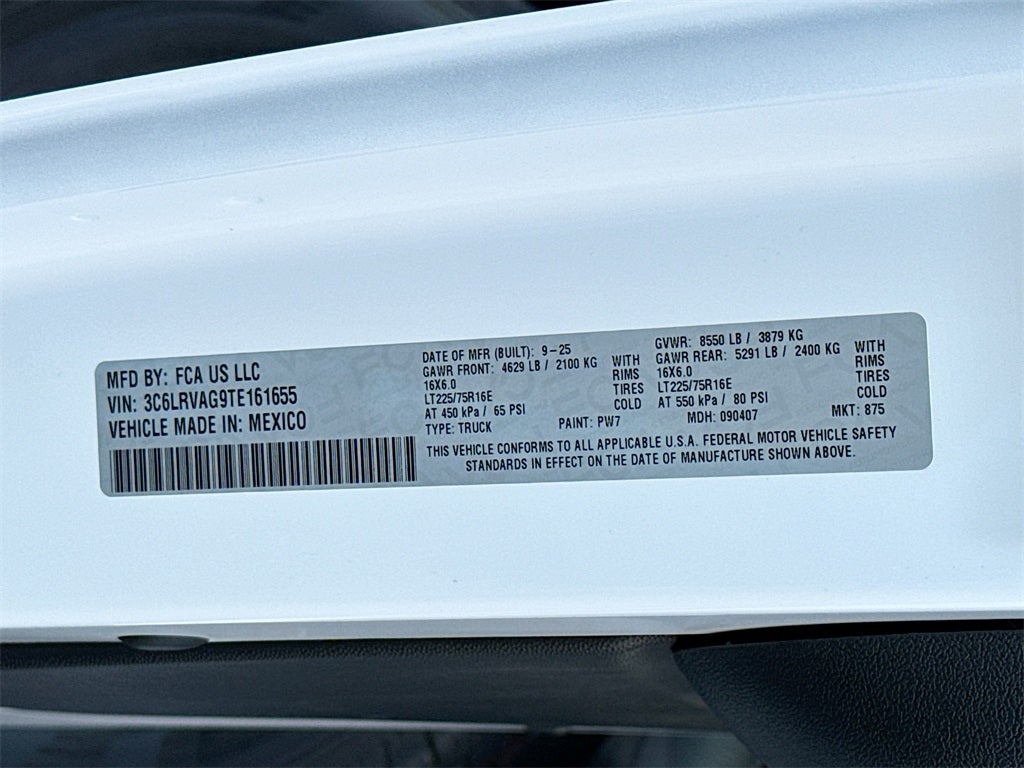 MFD BY: FCA US LLC
VIN: 3C6LRVAG9TE161655
VEHICLE MADE IN: MEXICO
DATE OF MFR (BUILT): 9-25
GAWR FRONT: 4629 LB / 2100 KG WITH
16X6.0 RIMS
LT225/75R16E TIRES
AT 450 kPa / 65 PSI COLD
TYPE: TRUCK PAINT: PW7
GVWR: 8550 LB / 3879 KG
GAWR REAR: 5291 LB / 2400 KG WITH
16X6.0 RIMS
LT225/75R16E TIRES
AT 550 kPa / 80 PSI COLD
MDH: 090407 MKT: 875
THIS VEHICLE CONFORMS TO ALL APPLICABLE U.S.A. FEDERAL MOTOR VEHICLE SAFETY
STANDARDS IN EFFECT ON THE DATE OF MANUFACTURE SHOWN ABOVE.